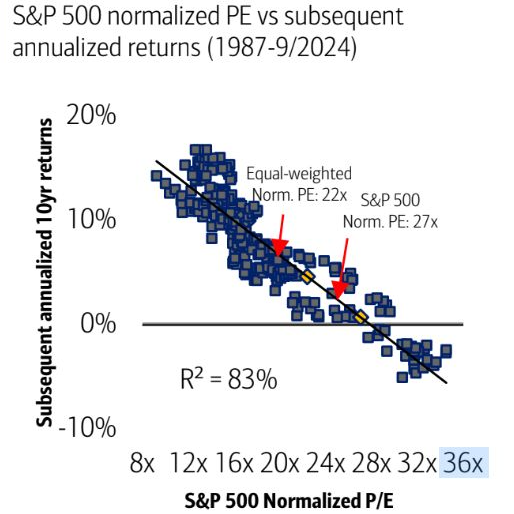 S&P 500 normalized PE vs subsequent
annualized returns (1987-9/2024)
Subsequent annualized 10yr returns
20%
10%
0%
-10%
Equal-weighted
Norm. PE: 22x
S&P 500
Norm. PE: 27x
R² = 83%
8x 12x 16x 20x 24x 28x 32x 36x
S&P 500 Normalized P/E